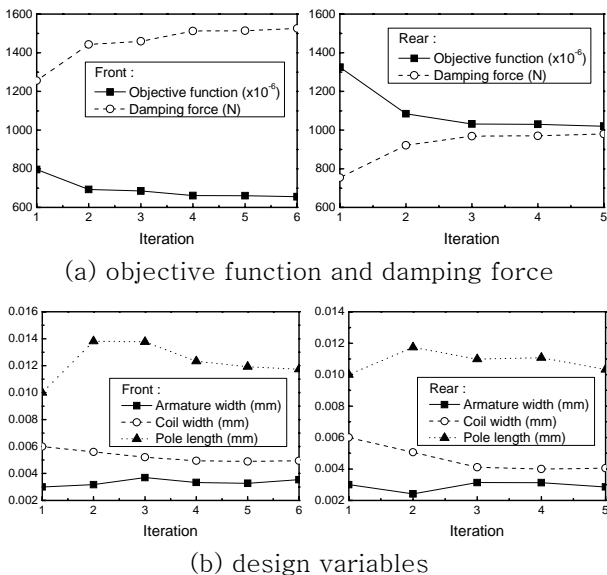 1600
1400
1200
1000
800
600
Front :
Objective function (x10-6)
Damping force (N)
1 2 3 4 5 6
Iteration
1600
1400
1200
1000
800
600
Rear :
Objective function (x10-6)
Damping force (N)
1 2 3 4 5
Iteration
(a) objective function and damping force
0.016
0.014
0.012
0.010
0.008
0.006
0.004
0.002
Front :
Armature width (mm)
Coil width (mm)
Pole length (mm)
1 2 3 4 5 6
Iteration
0.014
0.012
0.010
0.008
0.006
0.004
0.002
Rear :
Armature width (mm)
Coil width (mm)
Pole length (mm)
1 2 3 4 5
Iteration
(b) design variables